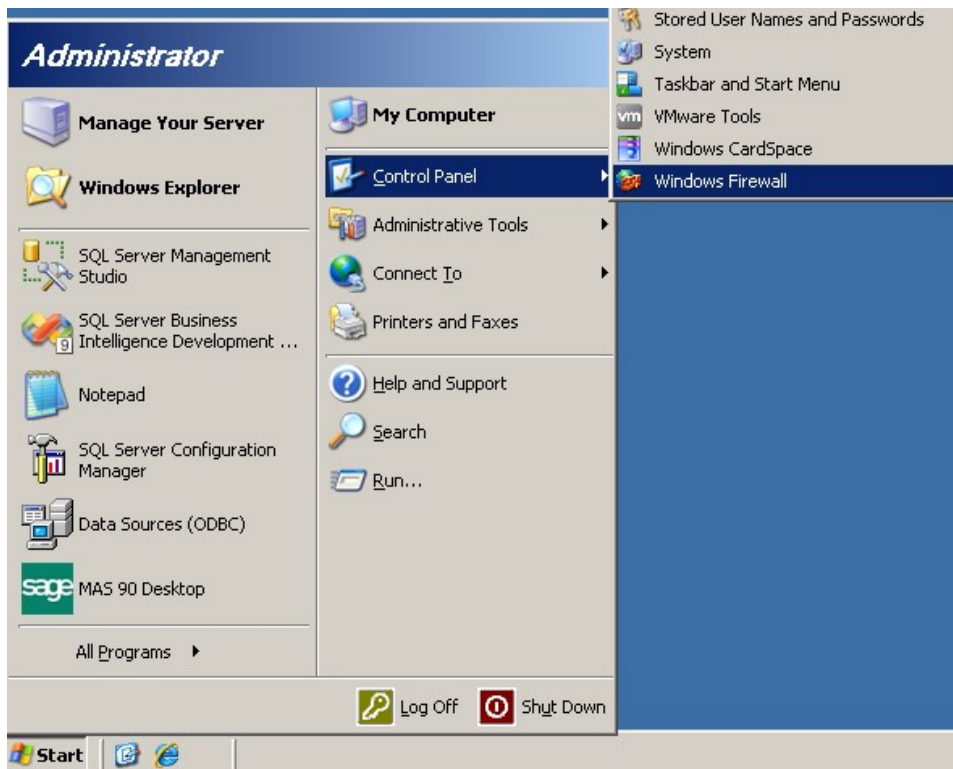 Administrator
Manage Your Server
Windows Explorer
SQL Server Management
Studio
SQL Server Business
Intelligence Development ...
9
Notepad
SQL Server Configuration
Manager
Data Sources (ODBC)
sage
MAS 90 Desktop
All Programs
My Computer
Control Panel
Administrative Tools
Connect To
Printers and Faxes
Help and Support
Search
Run...
Stored User Names and Passwords
System
Taskbar and Start Menu
vm
VMware Tools
Windows CardSpace
Windows Firewall
Log Off
Shut Down
Start